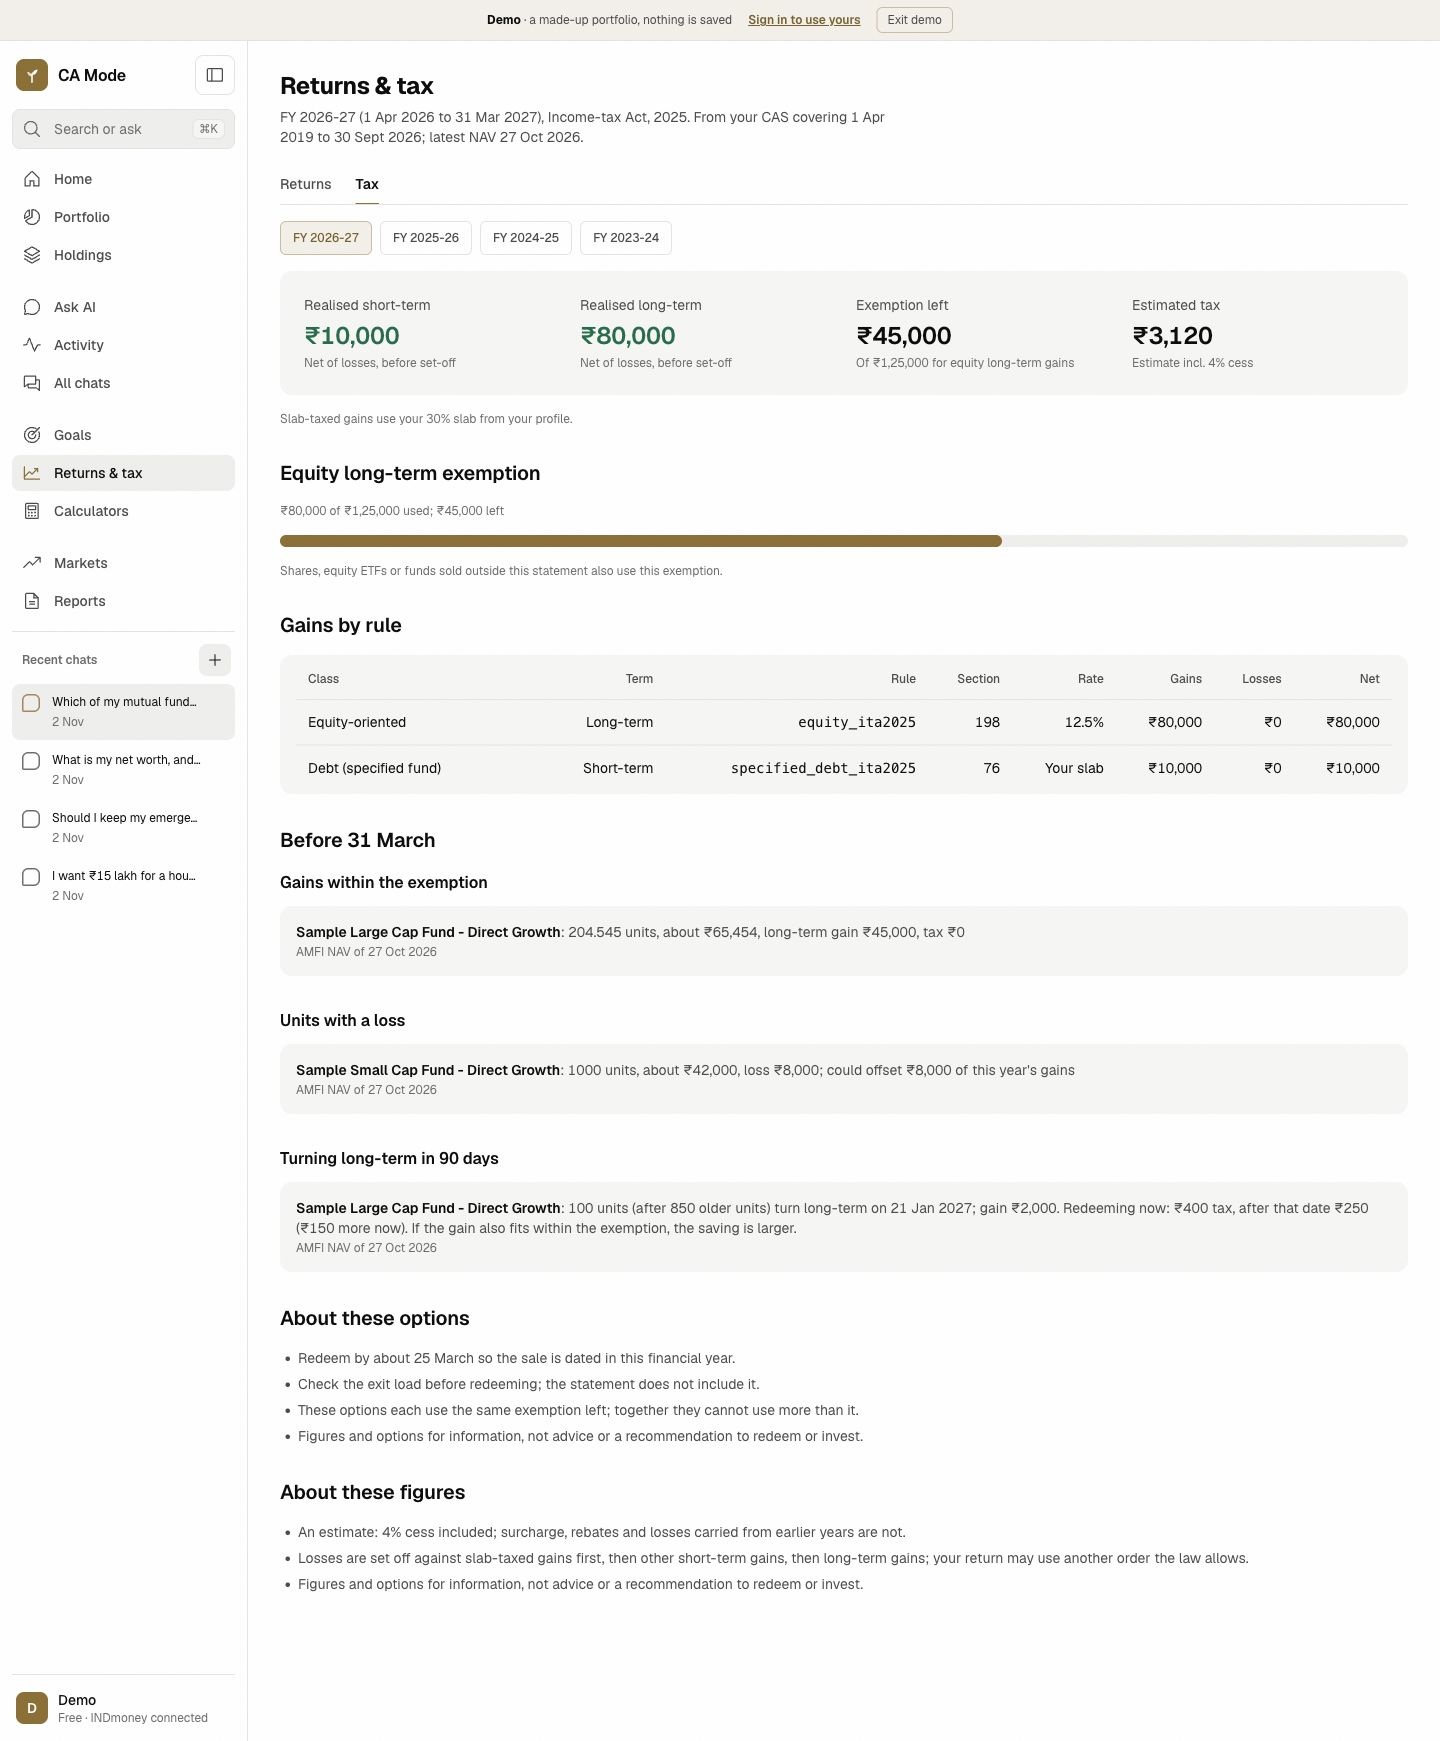 Demo · a made-up portfolio, nothing is saved Sign in to use yours Exit demo
CA Mode
Search or ask ⌘K
Home
Portfolio
Holdings
Ask AI
Activity
All chats
Goals
Returns & tax
Calculators
Markets
Reports
Recent chats
Which of my mutual fund...
2 Nov
What is my net worth, and...
2 Nov
Should I keep my emerge...
2 Nov
I want ₹15 lakh for a hou...
2 Nov
D
Demo
Free · INDmoney connected
Returns & tax
FY 2026-27 (1 Apr 2026 to 31 Mar 2027), Income-tax Act, 2025. From your CAS covering 1 Apr
2019 to 30 Sept 2026; latest NAV 27 Oct 2026.
Returns Tax
FY 2026-27 FY 2025-26 FY 2024-25 FY 2023-24
Realised short-term Realised long-term Exemption left Estimated tax
₹10,000 ₹80,000 ₹45,000 ₹3,120
Net of losses, before set-off Net of losses, before set-off Of ₹1,25,000 for equity long-term gains Estimate incl. 4% cess
Slab-taxed gains use your 30% slab from your profile.
Equity long-term exemption
₹80,000 of ₹1,25,000 used; ₹45,000 left
Shares, equity ETFs or funds sold outside this statement also use this exemption.
Gains by rule
Class Term Rule Section Rate Gains Losses Net
Equity-oriented Long-term equity_ita2025 198 12.5% ₹80,000 ₹0 ₹80,000
Debt (specified fund) Short-term specified_debt_ita2025 76 Your slab ₹10,000 ₹0 ₹10,000
Before 31 March
Gains within the exemption
Sample Large Cap Fund - Direct Growth: 204.545 units, about ₹65,454, long-term gain ₹45,000, tax ₹0
AMFI NAV of 27 Oct 2026
Units with a loss
Sample Small Cap Fund - Direct Growth: 1000 units, about ₹42,000, loss ₹8,000; could offset ₹8,000 of this year's gains
AMFI NAV of 27 Oct 2026
Turning long-term in 90 days
Sample Large Cap Fund - Direct Growth: 100 units (after 850 older units) turn long-term on 21 Jan 2027; gain ₹2,000. Redeeming now: ₹400 tax, after that date ₹250
(₹150 more now). If the gain also fits within the exemption, the saving is larger.
AMFI NAV of 27 Oct 2026
About these options
• Redeem by about 25 March so the sale is dated in this financial year.
• Check the exit load before redeeming; the statement does not include it.
• These options each use the same exemption left; together they cannot use more than it.
• Figures and options for information, not advice or a recommendation to redeem or invest.
About these figures
• An estimate: 4% cess included; surcharge, rebates and losses carried from earlier years are not.
• Losses are set off against slab-taxed gains first, then other short-term gains, then long-term gains; your return may use another order the law allows.
• Figures and options for information, not advice or a recommendation to redeem or invest.